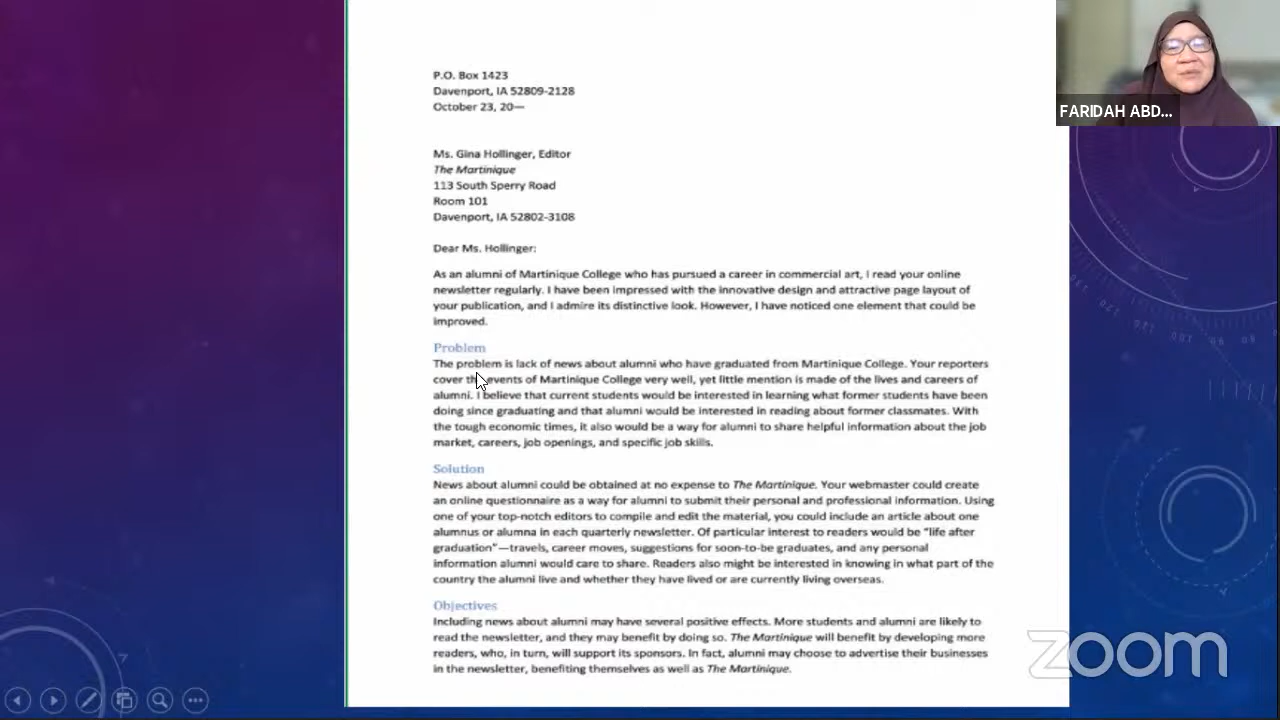 P.O. Box 1423
Davenport, IA 52809-2128
October 23, 20—
Ms. Gina Hollinger, Editor
The Martinique
113 South Sperry Road
Room 101
Davenport, IA 52802-3108
Dear Ms. Hollinger:
As an alumni of Martinique College who has pursued a career in commercial art, I read your online
newsletter regularly. I have been impressed with the innovative design and attractive page layout of
your publication, and I admire its distinctive look. However, I have noticed one element that could be
improved.
Problem
The problem is lack of news about alumni who have graduated from Martinique College. Your reporters
cover the events of Martinique College very well, yet little mention is made of the lives and careers of
alumni. I believe that current students would be interested in learning what former students have been
doing since graduating and that alumni would be interested in reading about former classmates. With
the tough economic times, it also would be a way for alumni to share helpful information about the job
market, careers, job openings, and specific job skills.
Solution
News about alumni could be obtained at no expense to The Martinique. Your webmaster could create
an online questionnaire as a way for alumni to submit their personal and professional information. Using
one of your top-notch editors to compile and edit the material, you could include an article about one
alumnus or alumna in each quarterly newsletter. Of particular interest to readers would be "life after
graduation"—travels, career moves, suggestions for soon-to-be graduates, and any personal
information alumni would care to share. Readers also might be interested in knowing in what part of the
country the alumni live and whether they have lived or are currently living overseas.
Objectives
Including news about alumni may have several positive effects. More students and alumni are likely to
read the newsletter, and they may benefit by doing so. The Martinique will benefit by developing more
readers, who, in turn, will support its sponsors. In fact, alumni may choose to advertise their businesses
in the newsletter, benefiting themselves as well as The Martinique.
FARIDAH ABD...
zoom